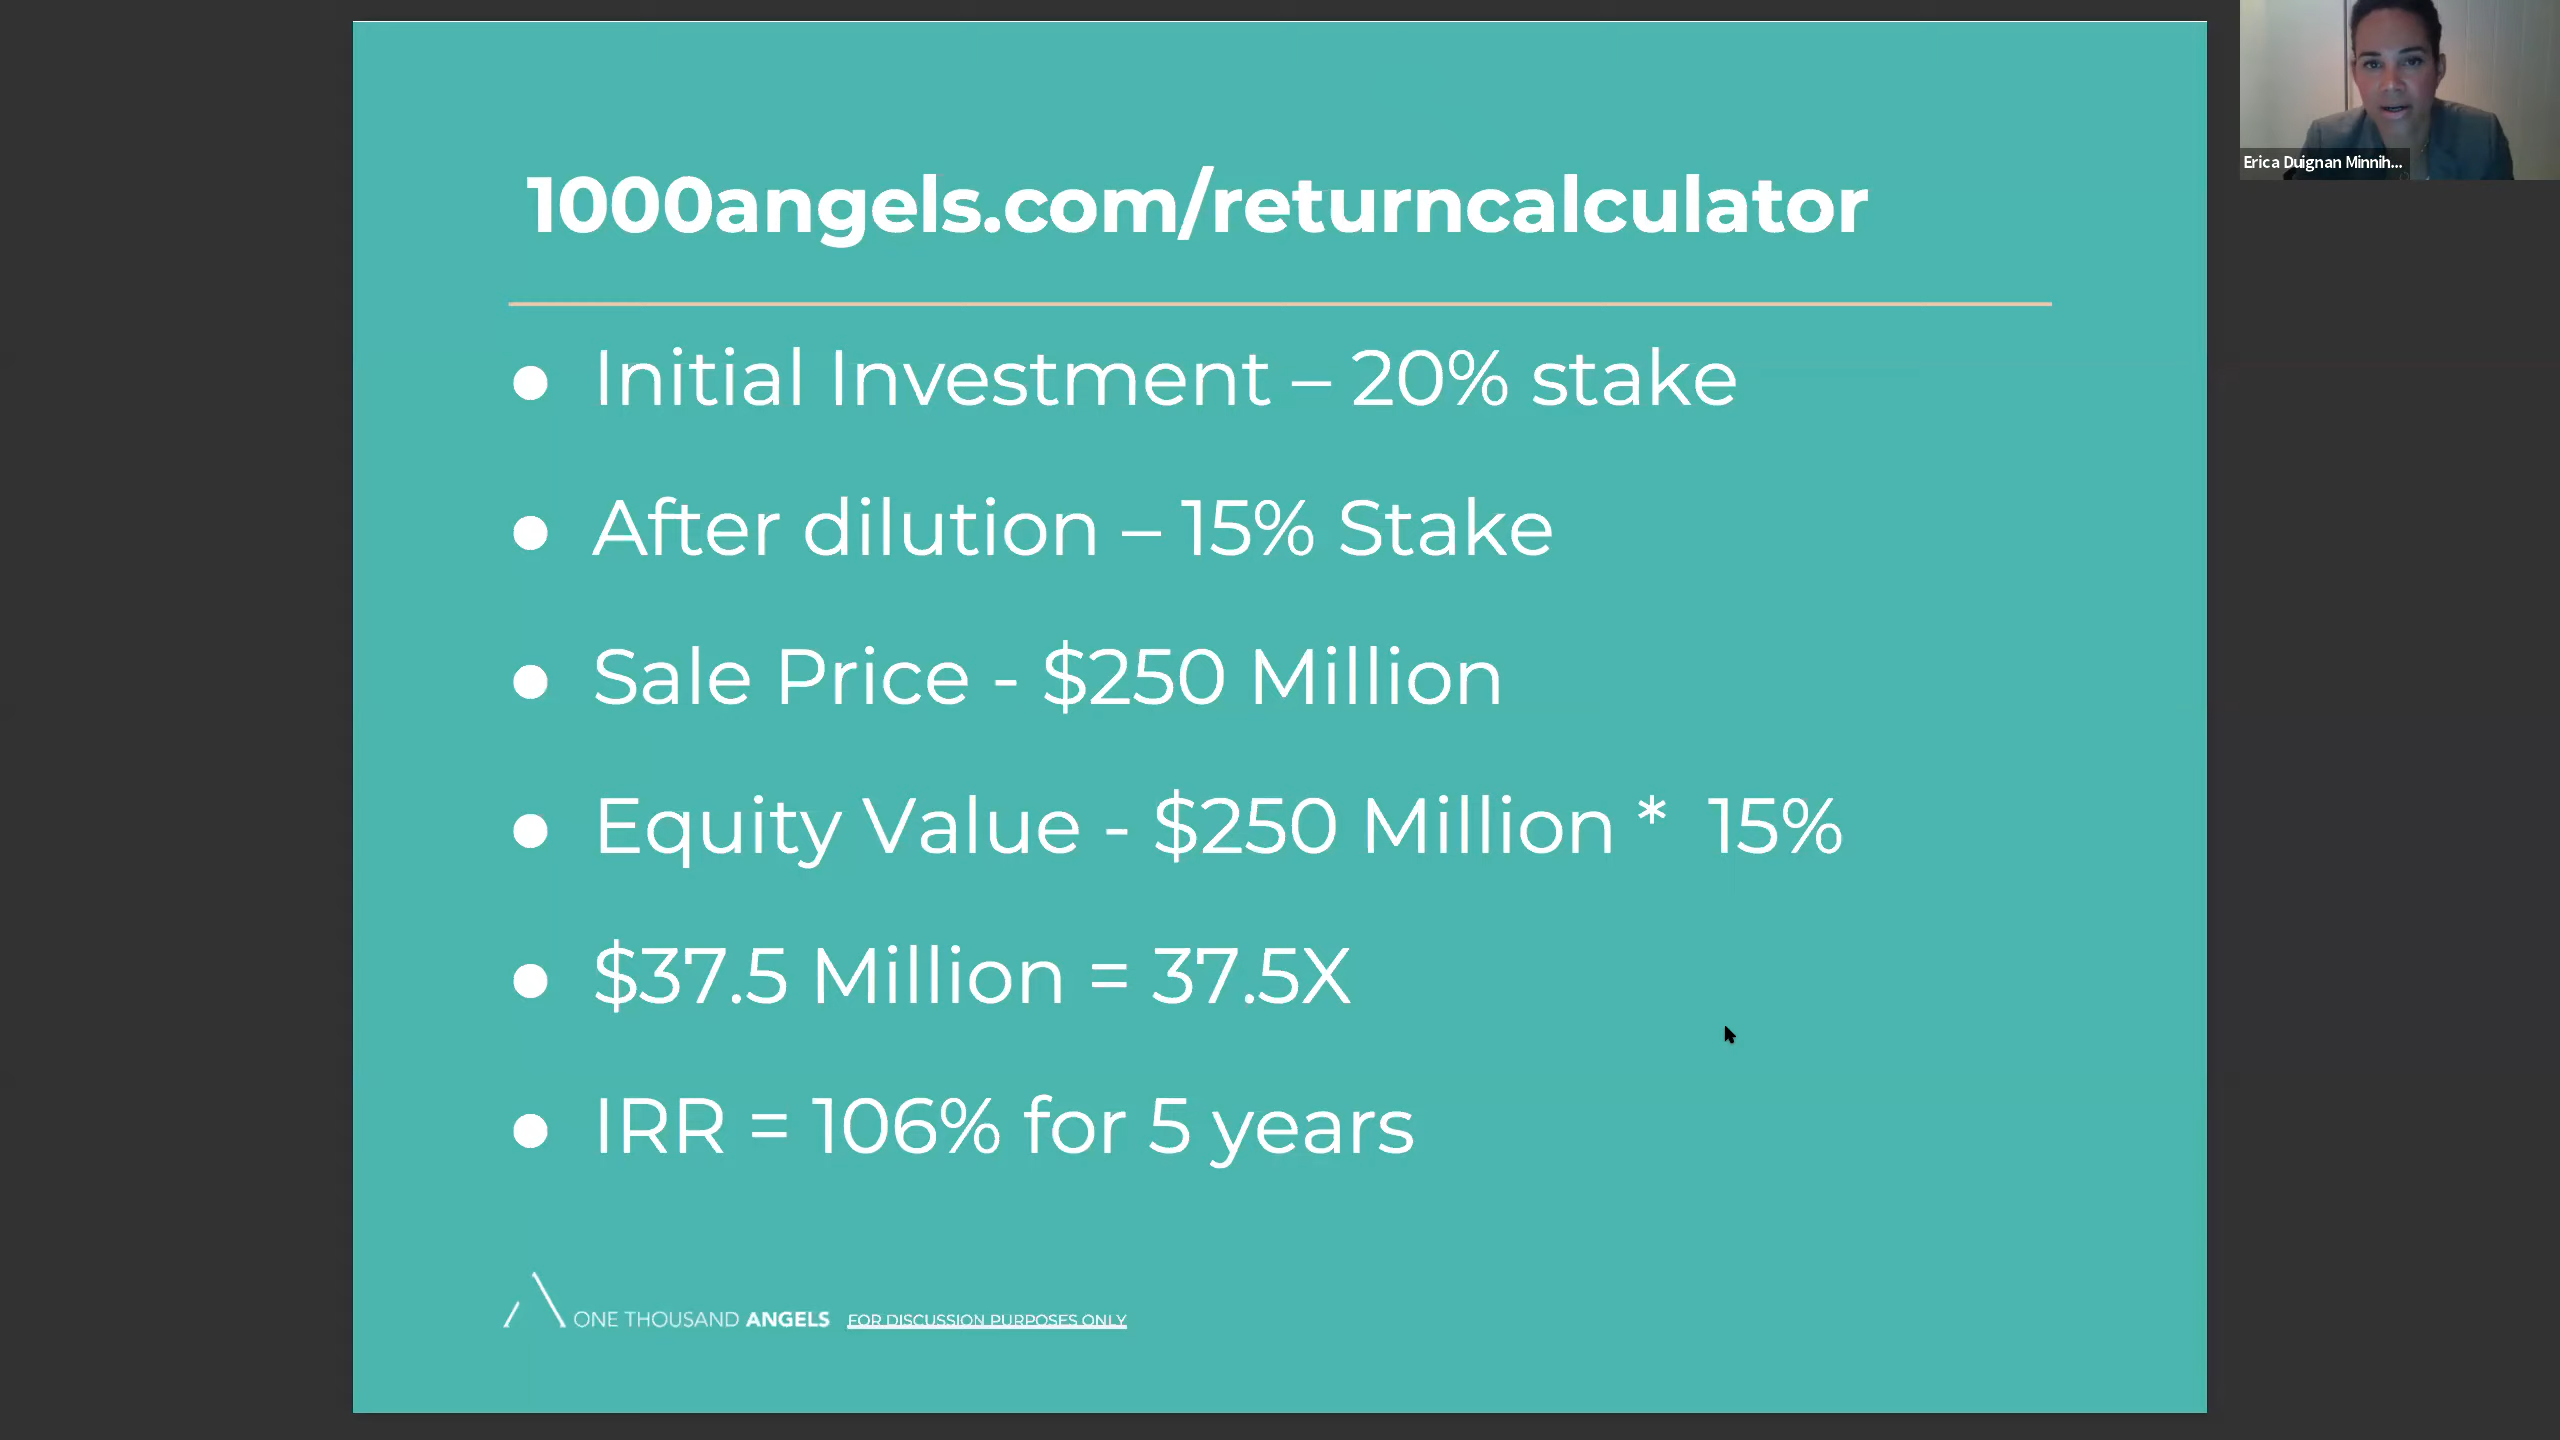 1000angels.com/returncalculator
● Initial Investment – 20% stake
● After dilution – 15% Stake
● Sale Price - $250 Million
● Equity Value - $250 Million * 15%
● $37.5 Million = 37.5X
● IRR = 106% for 5 years
ONE THOUSAND ANGELS FOR DISCUSSION PURPOSES ONLY
Erica Duignan Minnih...